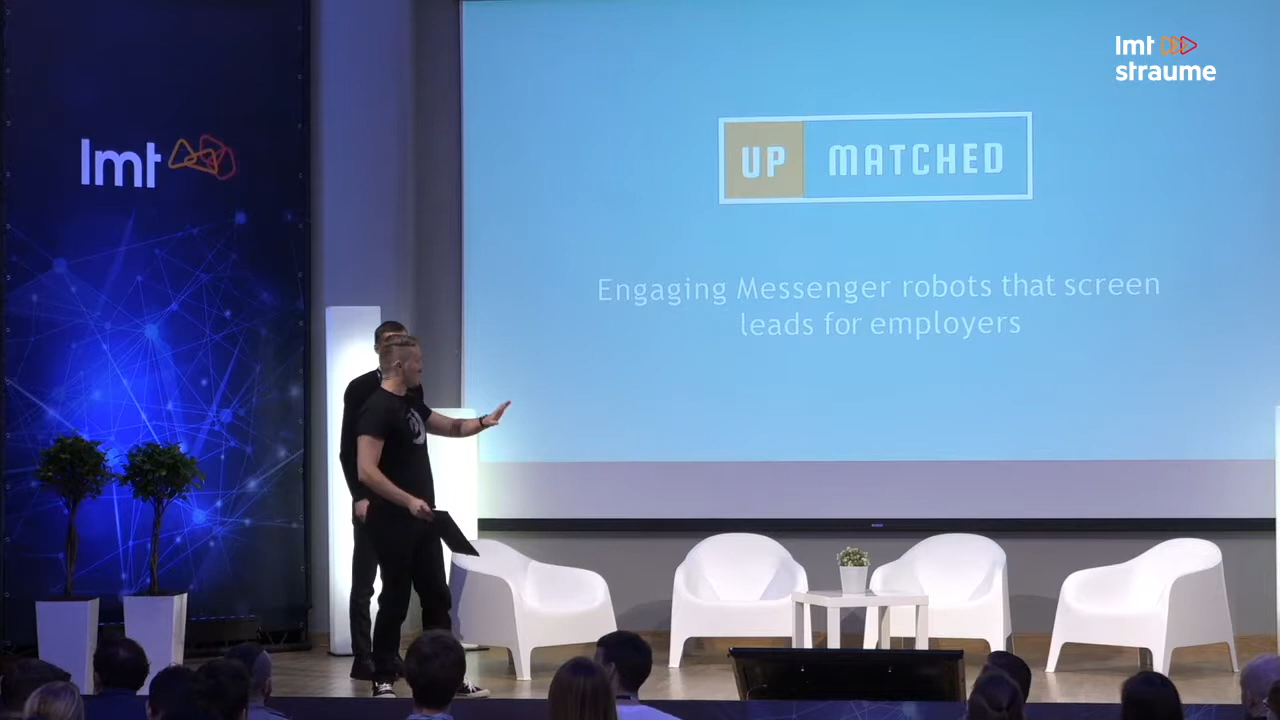 lmt
straume
lmt
UP MATCHED
Engaging Messenger robots that screen
leads for employers